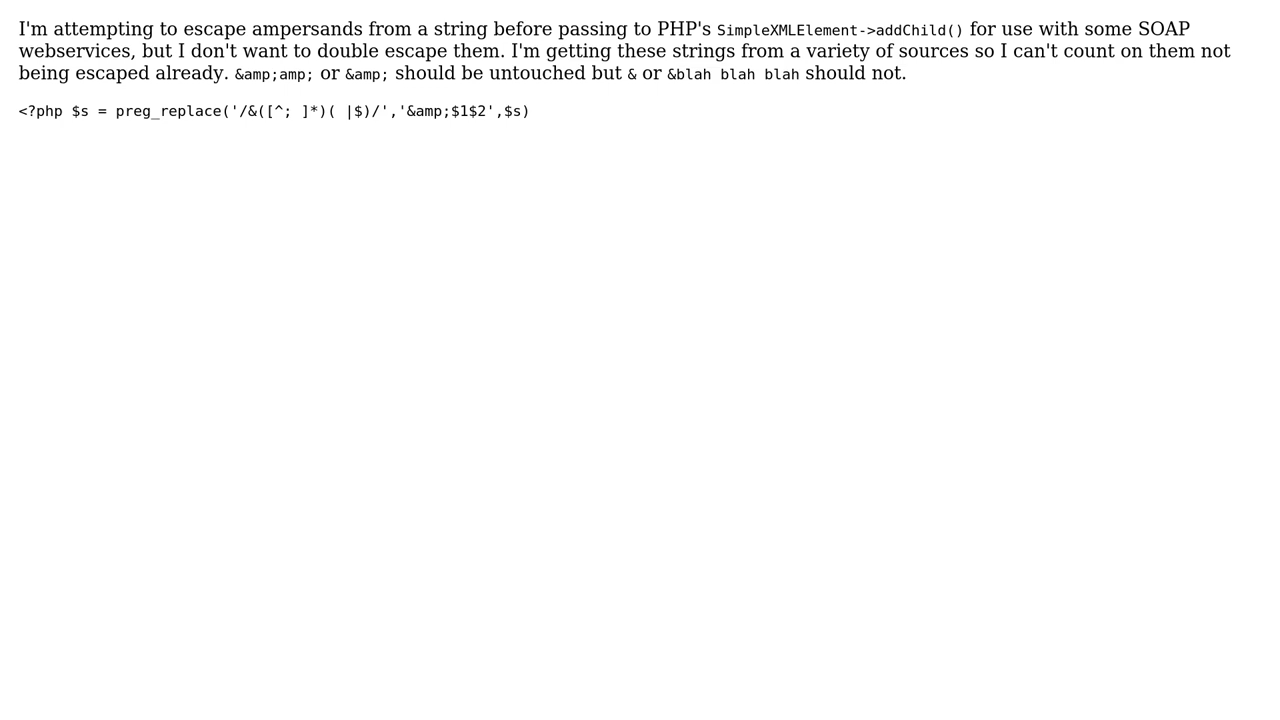 I'm attempting to escape ampersands from a string before passing to PHP's SimpleXMLElement->addChild() for use with some SOAP
webservices, but I don't want to double escape them. I'm getting these strings from a variety of sources so I can't count on them not
being escaped already. &amp;amp; or &amp; should be untouched but & or &blah blah blah should not.
<?php $s = preg_replace('/&([^; ]*)( |$)/','&amp;$1$2',$s)